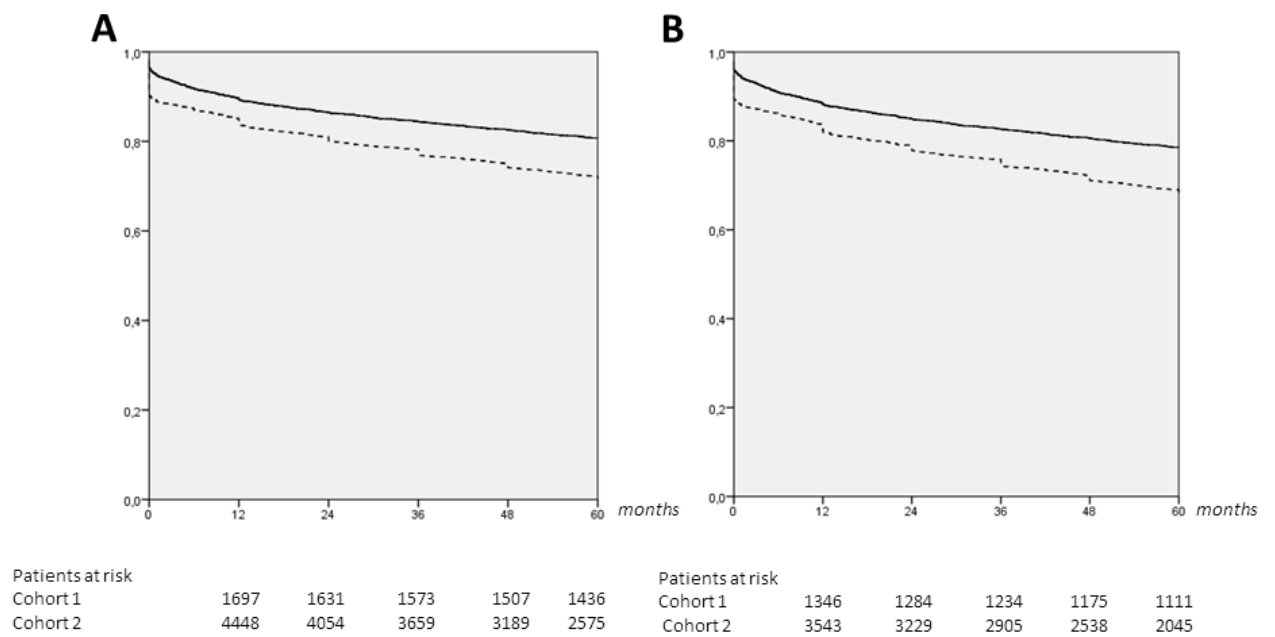 A
1,0
0,8
0,6
0,4
0,2
0,0
0 12 24 36 48 60 months
Patients at risk
Cohort 1 1697 1631 1573 1507 1436
Cohort 2 4448 4054 3659 3189 2575
B
1,0
0,8
0,6
0,4
0,2
0,0
0 12 24 36 48 60 months
Patients at risk
Cohort 1 1346 1284 1234 1175 1111
Cohort 2 3543 3229 2905 2538 2045